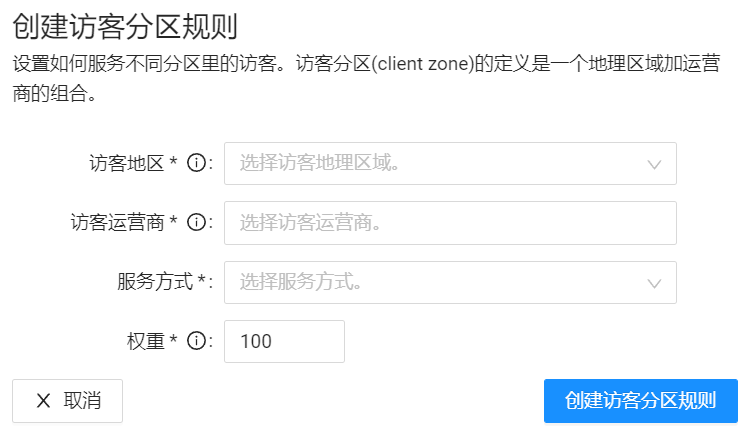 创建访客分区规则
设置如何服务不同分区里的访客。访客分区(client zone)的定义是一个地理区域加运营
商的组合。
访客地区 * : 选择访客地理区域。
访客运营商 * : 选择访客运营商。
服务方式 * : 选择服务方式。
权重 * : 100
取消 创建访客分区规则